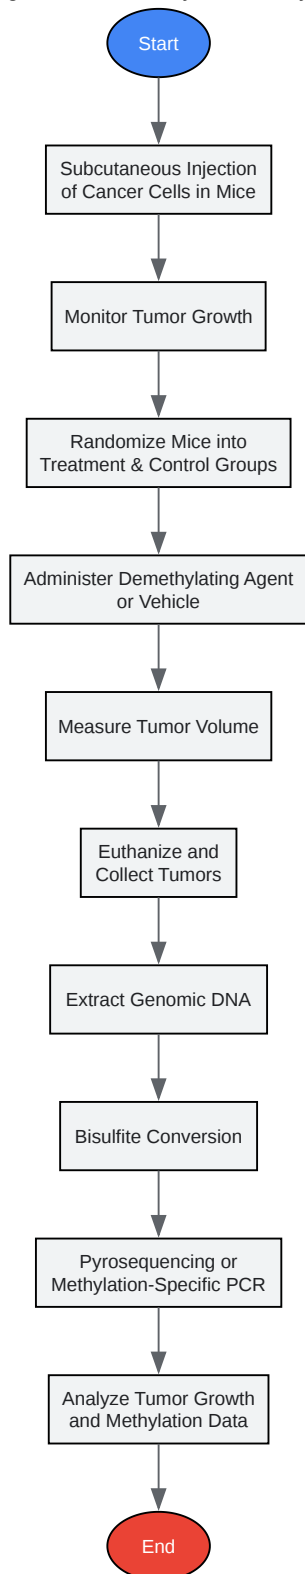 Start
Subcutaneous Injection
of Cancer Cells in Mice
Monitor Tumor Growth
Randomize Mice into
Treatment & Control Groups
Administer Demethylating Agent
or Vehicle
Measure Tumor Volume
Euthanize and
Collect Tumors
Extract Genomic DNA
Bisulfite Conversion
Pyrosequencing or
Methylation-Specific PCR
Analyze Tumor Growth
and Methylation Data
End